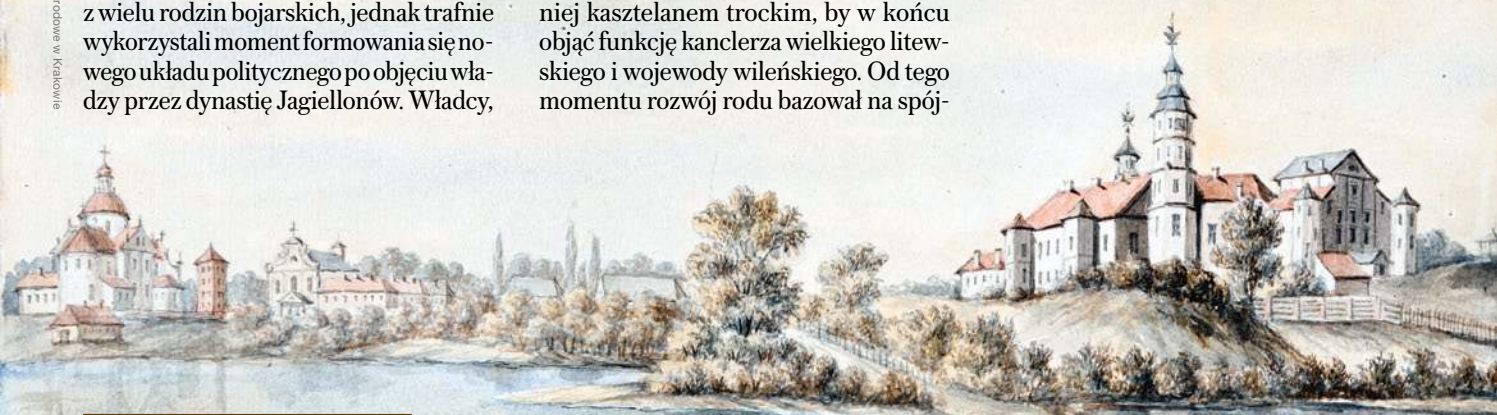 rodowe w Krakowie
z wielu rodzin bojarskich, jednak trafnie
wykorzystali moment formowania się no-
wego układu politycznego po objęciu wła-
dzy przez dynastię Jagiellonów. Władcy,
niej kasztelanem trockim, by w końcu
objąć funkcję kanclerza wielkiego litew-
skiego i wojewody wileńskiego. Od tego
momentu rozwój rodu bazował na spój-